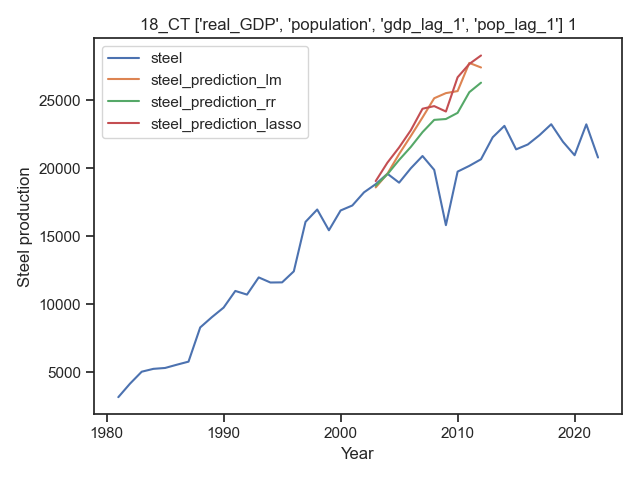 18_CT ['real_GDP', 'population', 'gdp_lag_1', 'pop_lag_1'] 1
steel
steel_prediction_lm
steel_prediction_rr
steel_prediction_lasso
25000
20000
15000
10000
5000
Steel production
1980
1990
2000
2010
2020
Year